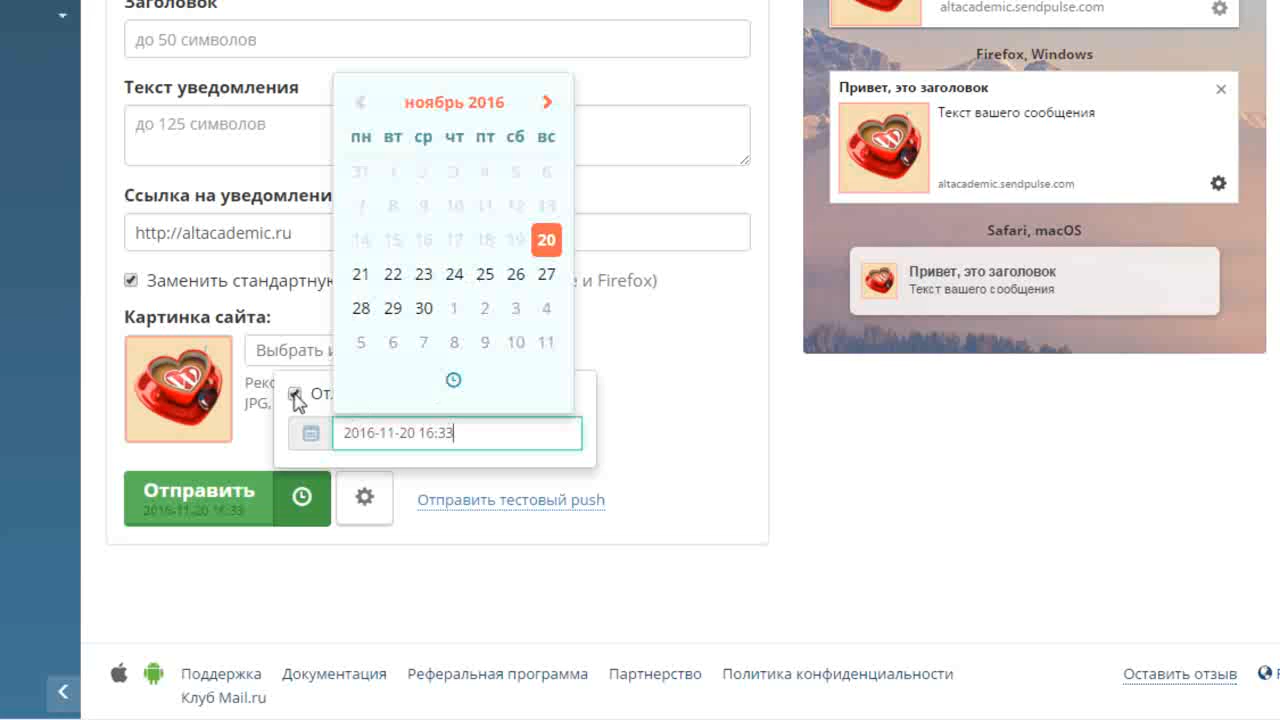 Заголовок
до 50 символов
Текст уведомления
до 125 символов
Ссылка на уведомлени
http://altacademic.ru
Заменить стандартную
е и Firefox)
Картинка сайта:
Выбрать
JPG,
ноябрь 2016
пн вт ср чт пт сб вс
31 1 2 3 4 5 6
7 8 9 10 11 12 13
14 15 16 17 18 19 20
21 22 23 24 25 26 27
28 29 30 1 2 3 4
5 6 7 8 9 10 11
2016-11-20 16:33
Отправить
2016-11-20 16:33
Отправить тестовый push
altacademic.sendpulse.com
Firefox, Windows
Привет, это заголовок
Текст вашего сообщения
altacademic.sendpulse.com
Safari, macOS
Привет, это заголовок
Текст вашего сообщения
Поддержка Документация Реферальная программа Партнерство Политика конфиденциальности
Клуб Mail.ru
Оставить отзыв